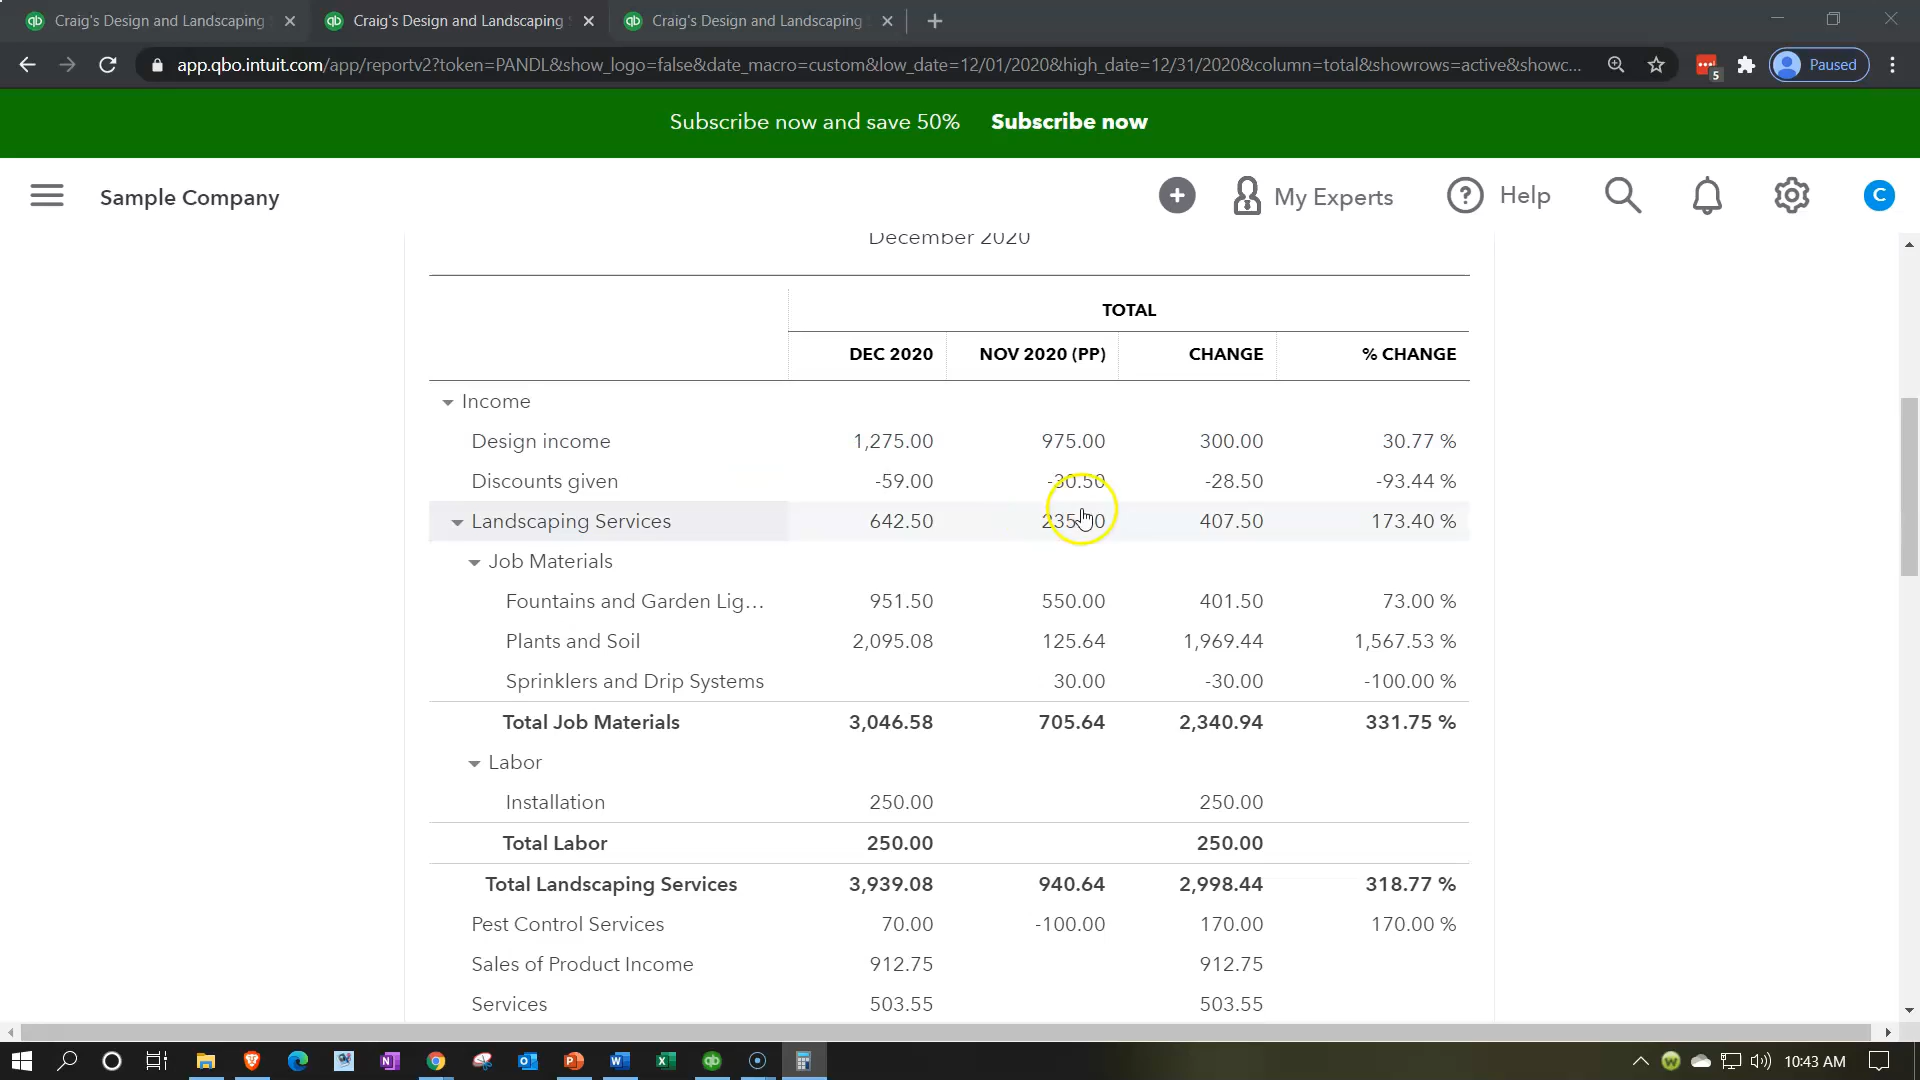 Craig's Design and Landscaping
Craig's Design and Landscaping
Craig's Design and Landscaping
app.qbo.intuit.com/app/reportv2?token=PANDL&show_logo=false&date_macro=custom&low_date=12/01/2020&high_date=12/31/2020&column=total&showrows=active&showc...
5
Paused
Subscribe now and save 50% Subscribe now
Sample Company
My Experts
Help
C
December 2020
TOTAL
DEC 2020 NOV 2020 (PP) CHANGE % CHANGE
Income
Design income 1,275.00 975.00 300.00 30.77 %
Discounts given -59.00 -30.50 -28.50 -93.44 %
Landscaping Services 642.50 235.00 407.50 173.40 %
Job Materials
Fountains and Garden Lig... 951.50 550.00 401.50 73.00 %
Plants and Soil 2,095.08 125.64 1,969.44 1,567.53 %
Sprinklers and Drip Systems 30.00 -30.00 -100.00 %
Total Job Materials 3,046.58 705.64 2,340.94 331.75 %
Labor
Installation 250.00 250.00
Total Labor 250.00 250.00
Total Landscaping Services 3,939.08 940.64 2,998.44 318.77 %
Pest Control Services 70.00 -100.00 170.00 170.00 %
Sales of Product Income 912.75 912.75
Services 503.55 503.55
10:43 AM